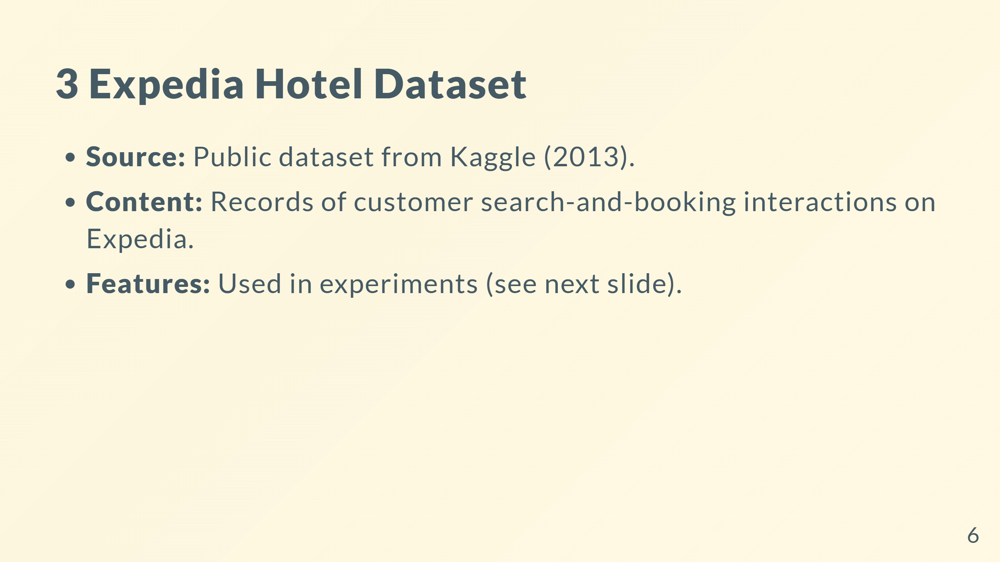 3 Expedia Hotel Dataset
• Source: Public dataset from Kaggle (2013).
• Content: Records of customer search-and-booking interactions on
Expedia.
• Features: Used in experiments (see next slide).
6